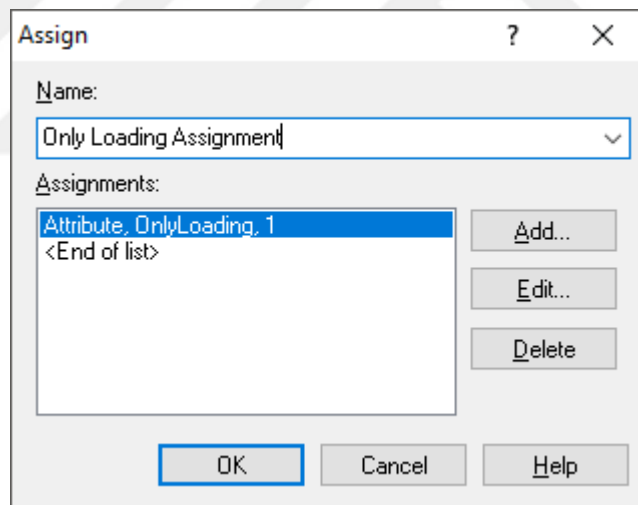 Assign
?
Name:
Only Loading Assignment
Assignments:
Attribute, OnlyLoading, 1
<End of list>
Add...
Edit...
Delete
OK
Cancel
Help